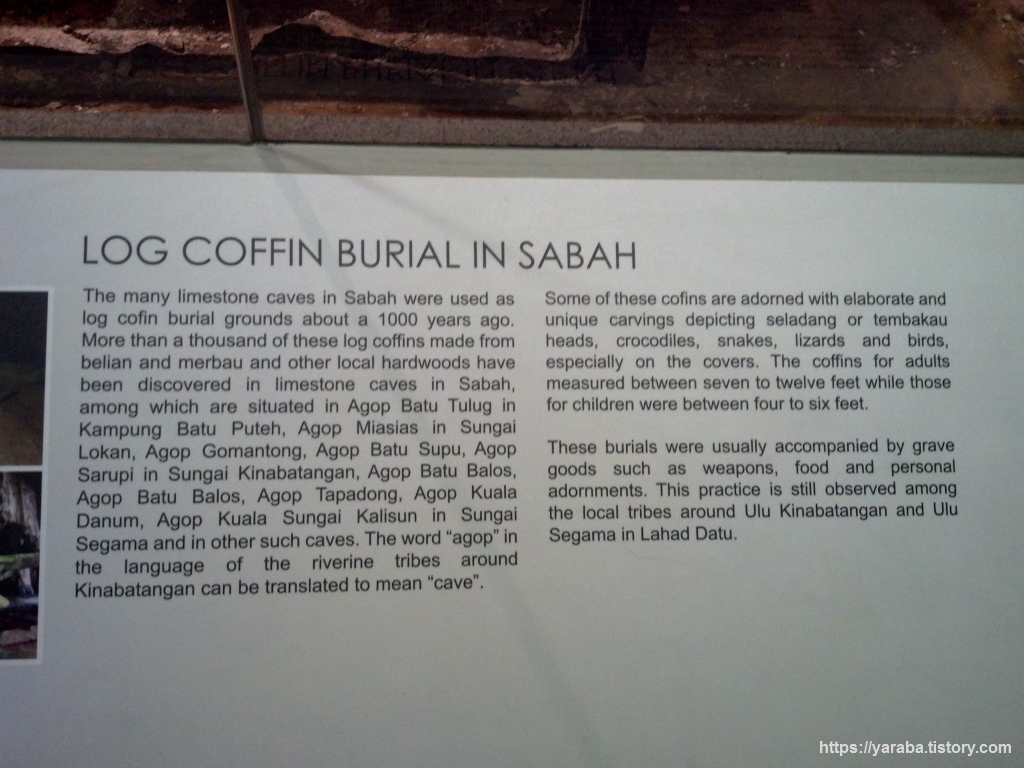 LOG COFFIN BURIAL IN SABAH
The many limestone caves in Sabah were used as
log cofin burial grounds about a 1000 years ago.
More than a thousand of these log coffins made from
belian and merbau and other local hardwoods have
been discovered in limestone caves in Sabah,
among which are situated in Agop Batu Tulug in
Kampung Batu Puteh, Agop Miasias in Sungai
Lokan, Agop Gomantong, Agop Batu Supu, Agop
Sarupi in Sungai Kinabatangan, Agop Batu Balos,
Agop Batu Balos, Agop Tapadong, Agop Kuala
Danum, Agop Kuala Sungai Kalisun in Sungai
Segama and in other such caves. The word “agop” in
the language of the riverine tribes around
Kinabatangan can be translated to mean “cave”.
Some of these cofins are adorned with elaborate and
unique carvings depicting seladang or tembakau
heads, crocodiles, snakes, lizards and birds,
especially on the covers. The coffins for adults
measured between seven to twelve feet while those
for children were between four to six feet.
These burials were usually accompanied by grave
goods such as weapons, food and personal
adornments. This practice is still observed among
the local tribes around Ulu Kinabatangan and Ulu
Segama in Lahad Datu.
https://yaraba.tistory.com